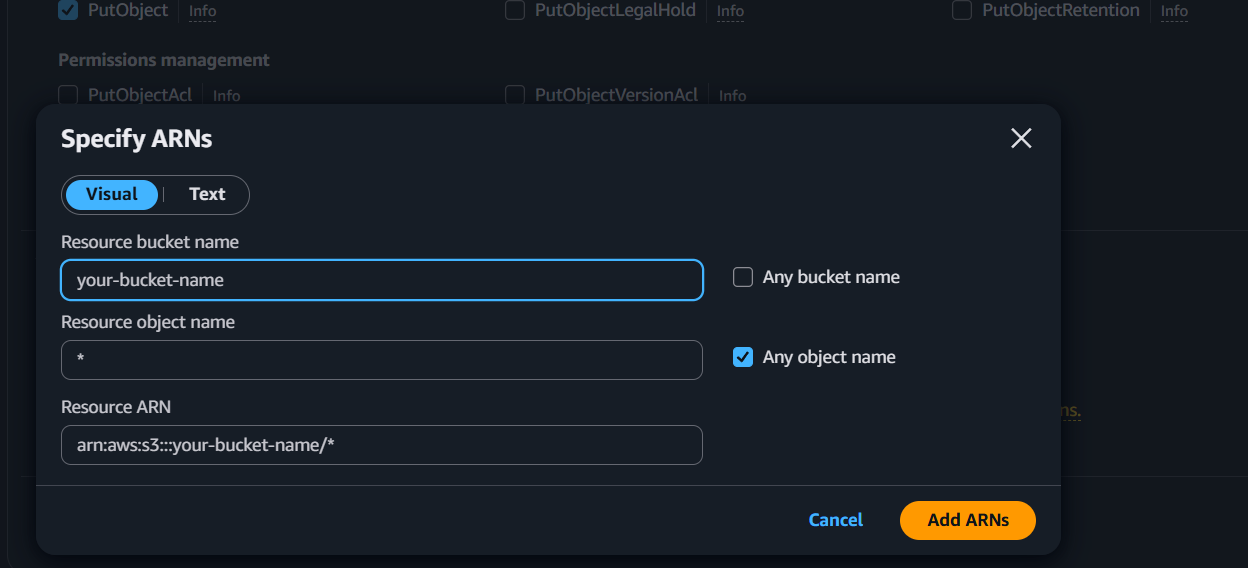 PutObject Info PutObjectLegalHold Info PutObjectRetention Info
Permissions management
PutObjectAcl Info PutObjectVersionAcl Info
Specify ARNs
Visual Text
Resource bucket name
your-bucket-name Any bucket name
Resource object name
* Any object name
Resource ARN
arn:aws:s3:::your-bucket-name/*
Cancel Add ARNs